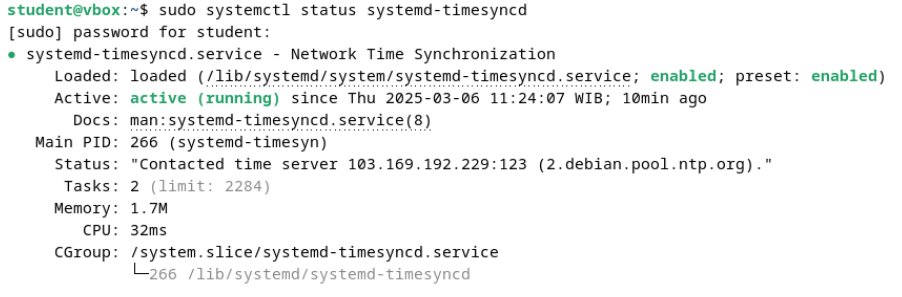 student@vbox:~$ sudo systemctl status systemd-timesyncd
[sudo] password for student:
● systemd-timesyncd.service - Network Time Synchronization
     Loaded: loaded (/lib/systemd/system/systemd-timesyncd.service; enabled; preset: enabled)
     Active: active (running) since Thu 2025-03-06 11:24:07 WIB; 10min ago
       Docs: man:systemd-timesyncd.service(8)
   Main PID: 266 (systemd-timesyn)
     Status: "Contacted time server 103.169.192.229:123 (2.debian.pool.ntp.org)."
      Tasks: 2 (limit: 2284)
     Memory: 1.7M
        CPU: 32ms
     CGroup: /system.slice/systemd-timesyncd.service
             └─266 /lib/systemd/systemd-timesyncd